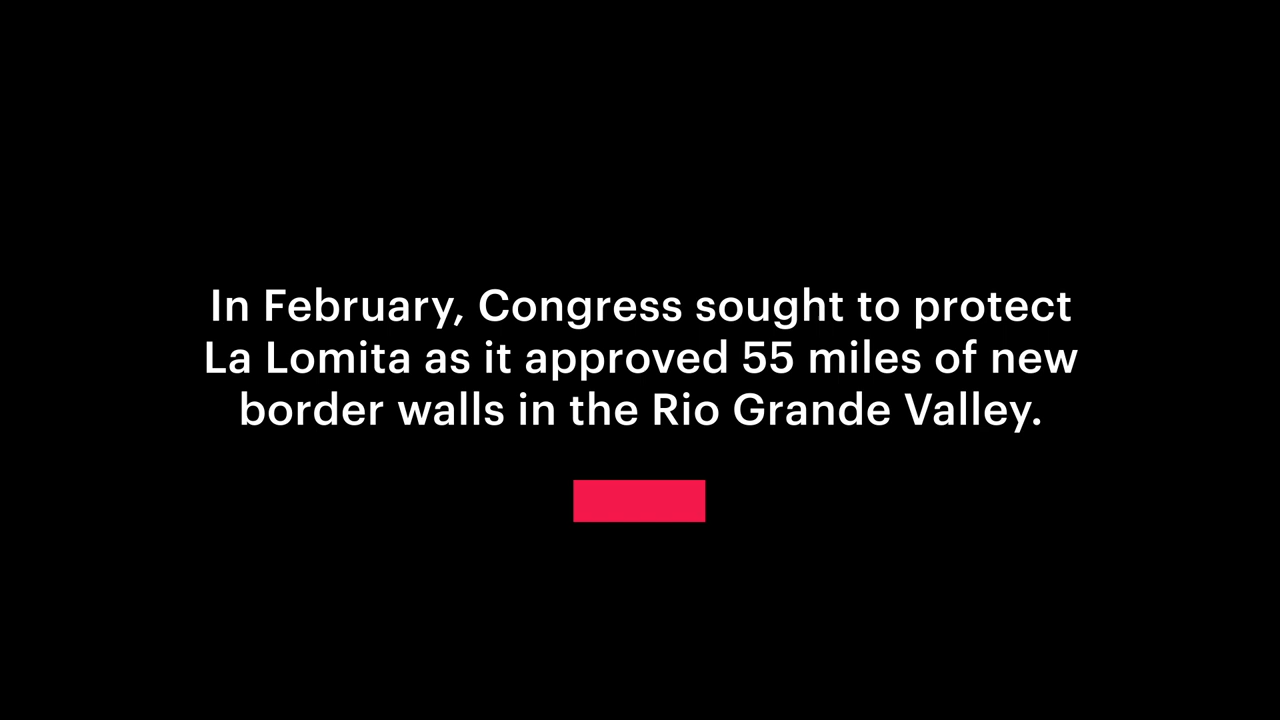 In February, Congress sought to protect
La Lomita as it approved 55 miles of new
border walls in the Rio Grande Valley.